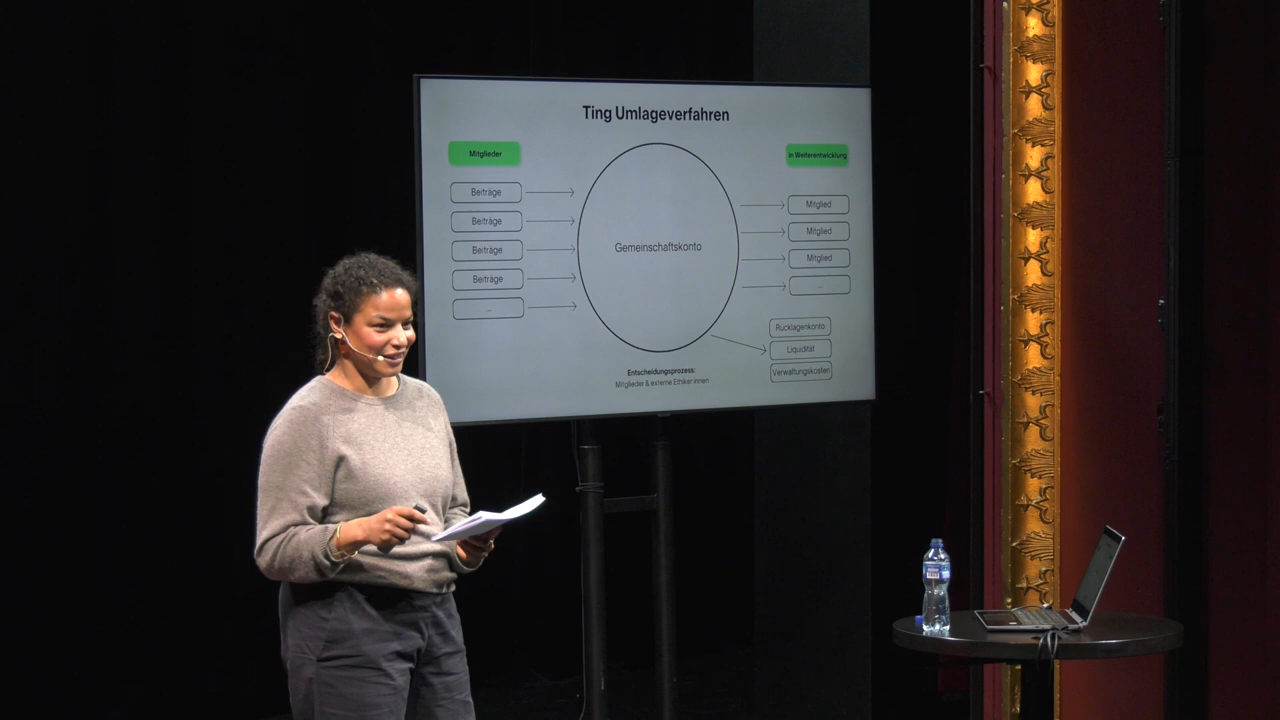 Ting Umlageverfahren
Mitglieder
Beiträge
Beiträge
Beiträge
Beiträge
...
Gemeinschaftskonto
in Weiterentwicklung
Mitglied
Mitglied
Mitglied
...
Rücklagenkonto
Liquidität
Verwaltungskosten
Entscheidungsprozess:
Mitglieder & externe Ethiker:innen